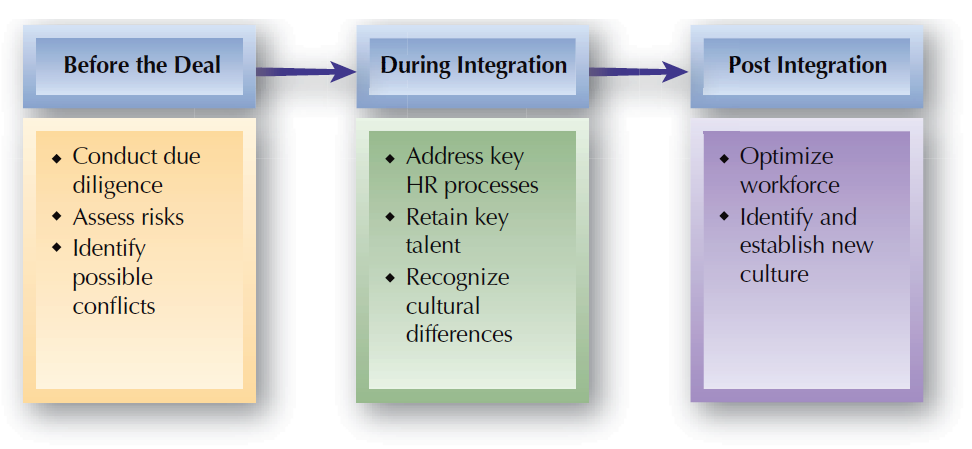 Before the Deal
During Integration
Post Integration
◆ Conduct due
diligence
◆ Assess risks
◆ Identify
possible
conflicts
◆ Address key
HR processes
◆ Retain key
talent
◆ Recognize
cultural
differences
◆ Optimize
workforce
◆ Identify and
establish new
culture